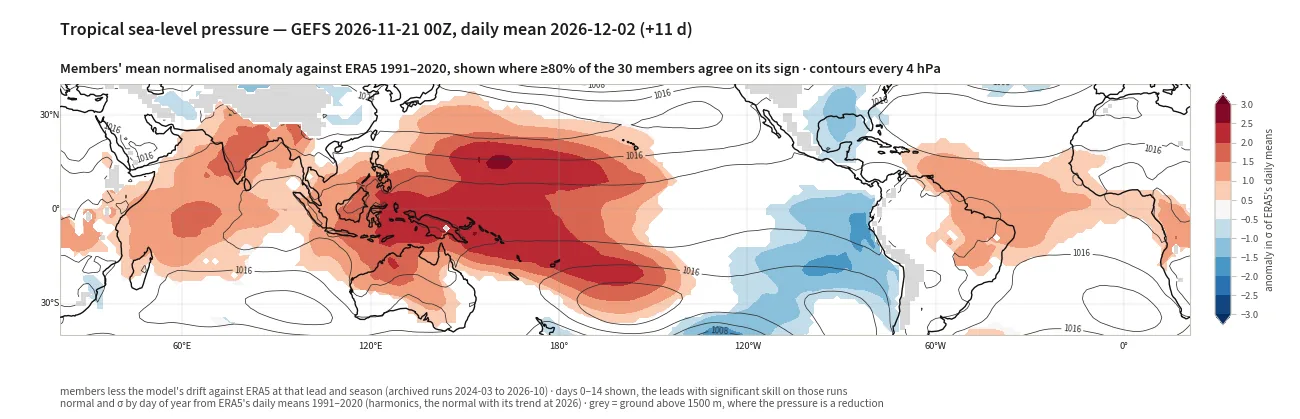 Tropical sea-level pressure — GEFS 2026-11-21 00Z, daily mean 2026-12-02 (+11 d)
Members' mean normalised anomaly against ERA5 1991–2020, shown where ≥80% of the 30 members agree on its sign · contours every 4 hPa
30°N
0°
30°S
60°E
120°E
180°
120°W
60°W
0°
1016
1016
1008
1016
1016
1016
1016
1016
1016
1008
1016
1016
1016
3.0
2.5
2.0
1.5
1.0
0.5
−0.5
−1.0
−1.5
−2.0
−2.5
−3.0
anomaly in σ of ERA5's daily means
members less the model's drift against ERA5 at that lead and season (archived runs 2024-03 to 2026-10) · days 0–14 shown, the leads with significant skill on those runs
normal and σ by day of year from ERA5's daily means 1991–2020 (harmonics, the normal with its trend at 2026) · grey = ground above 1500 m, where the pressure is a reduction